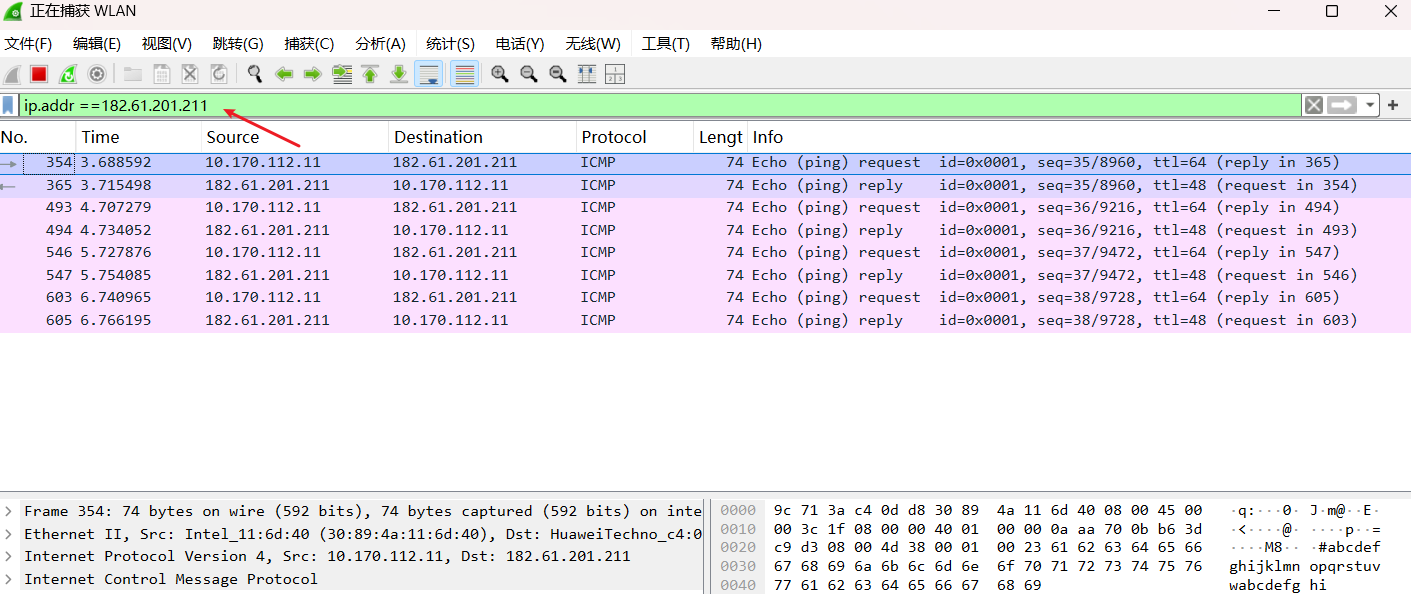 正在捕获 WLAN
文件(F) 编辑(E) 视图(V) 跳转(G) 捕获(C) 分析(A) 统计(S) 电话(Y) 无线(W) 工具(T) 帮助(H)
ip.addr ==182.61.201.211
No. Time Source Destination Protocol Lengt Info
354 3.688592 10.170.112.11 182.61.201.211 ICMP 74 Echo (ping) request id=0x0001, seq=35/8960, ttl=64 (reply in 365)
365 3.715498 182.61.201.211 10.170.112.11 ICMP 74 Echo (ping) reply id=0x0001, seq=35/8960, ttl=48 (request in 354)
493 4.707279 10.170.112.11 182.61.201.211 ICMP 74 Echo (ping) request id=0x0001, seq=36/9216, ttl=64 (reply in 494)
494 4.734052 182.61.201.211 10.170.112.11 ICMP 74 Echo (ping) reply id=0x0001, seq=36/9216, ttl=48 (request in 493)
546 5.727876 10.170.112.11 182.61.201.211 ICMP 74 Echo (ping) request id=0x0001, seq=37/9472, ttl=64 (reply in 547)
547 5.754085 182.61.201.211 10.170.112.11 ICMP 74 Echo (ping) reply id=0x0001, seq=37/9472, ttl=48 (request in 546)
603 6.740965 10.170.112.11 182.61.201.211 ICMP 74 Echo (ping) request id=0x0001, seq=38/9728, ttl=64 (reply in 605)
605 6.766195 182.61.201.211 10.170.112.11 ICMP 74 Echo (ping) reply id=0x0001, seq=38/9728, ttl=48 (request in 603)
Frame 354: 74 bytes on wire (592 bits), 74 bytes captured (592 bits) on inte
Ethernet II, Src: Intel_11:6d:40 (30:89:4a:11:6d:40), Dst: HuaweiTechno_c4:0
Internet Protocol Version 4, Src: 10.170.112.11, Dst: 182.61.201.211
Internet Control Message Protocol
0000 9c 71 3a c4 0d d8 30 89 4a 11 6d 40 08 00 45 00 ·q:···0· J·m@··E·
0010 00 3c 1f 08 00 00 40 01 00 00 0a aa 70 0b b6 3d ·<····@· ····p··=
0020 c9 d3 08 00 4d 38 00 01 00 23 61 62 63 64 65 66 ····M8·· ·#abcdef
0030 67 68 69 6a 6b 6c 6d 6e 6f 70 71 72 73 74 75 76 ghijklmn opqrstuv
0040 77 61 62 63 64 65 66 67 68 69 wabcdefg hi